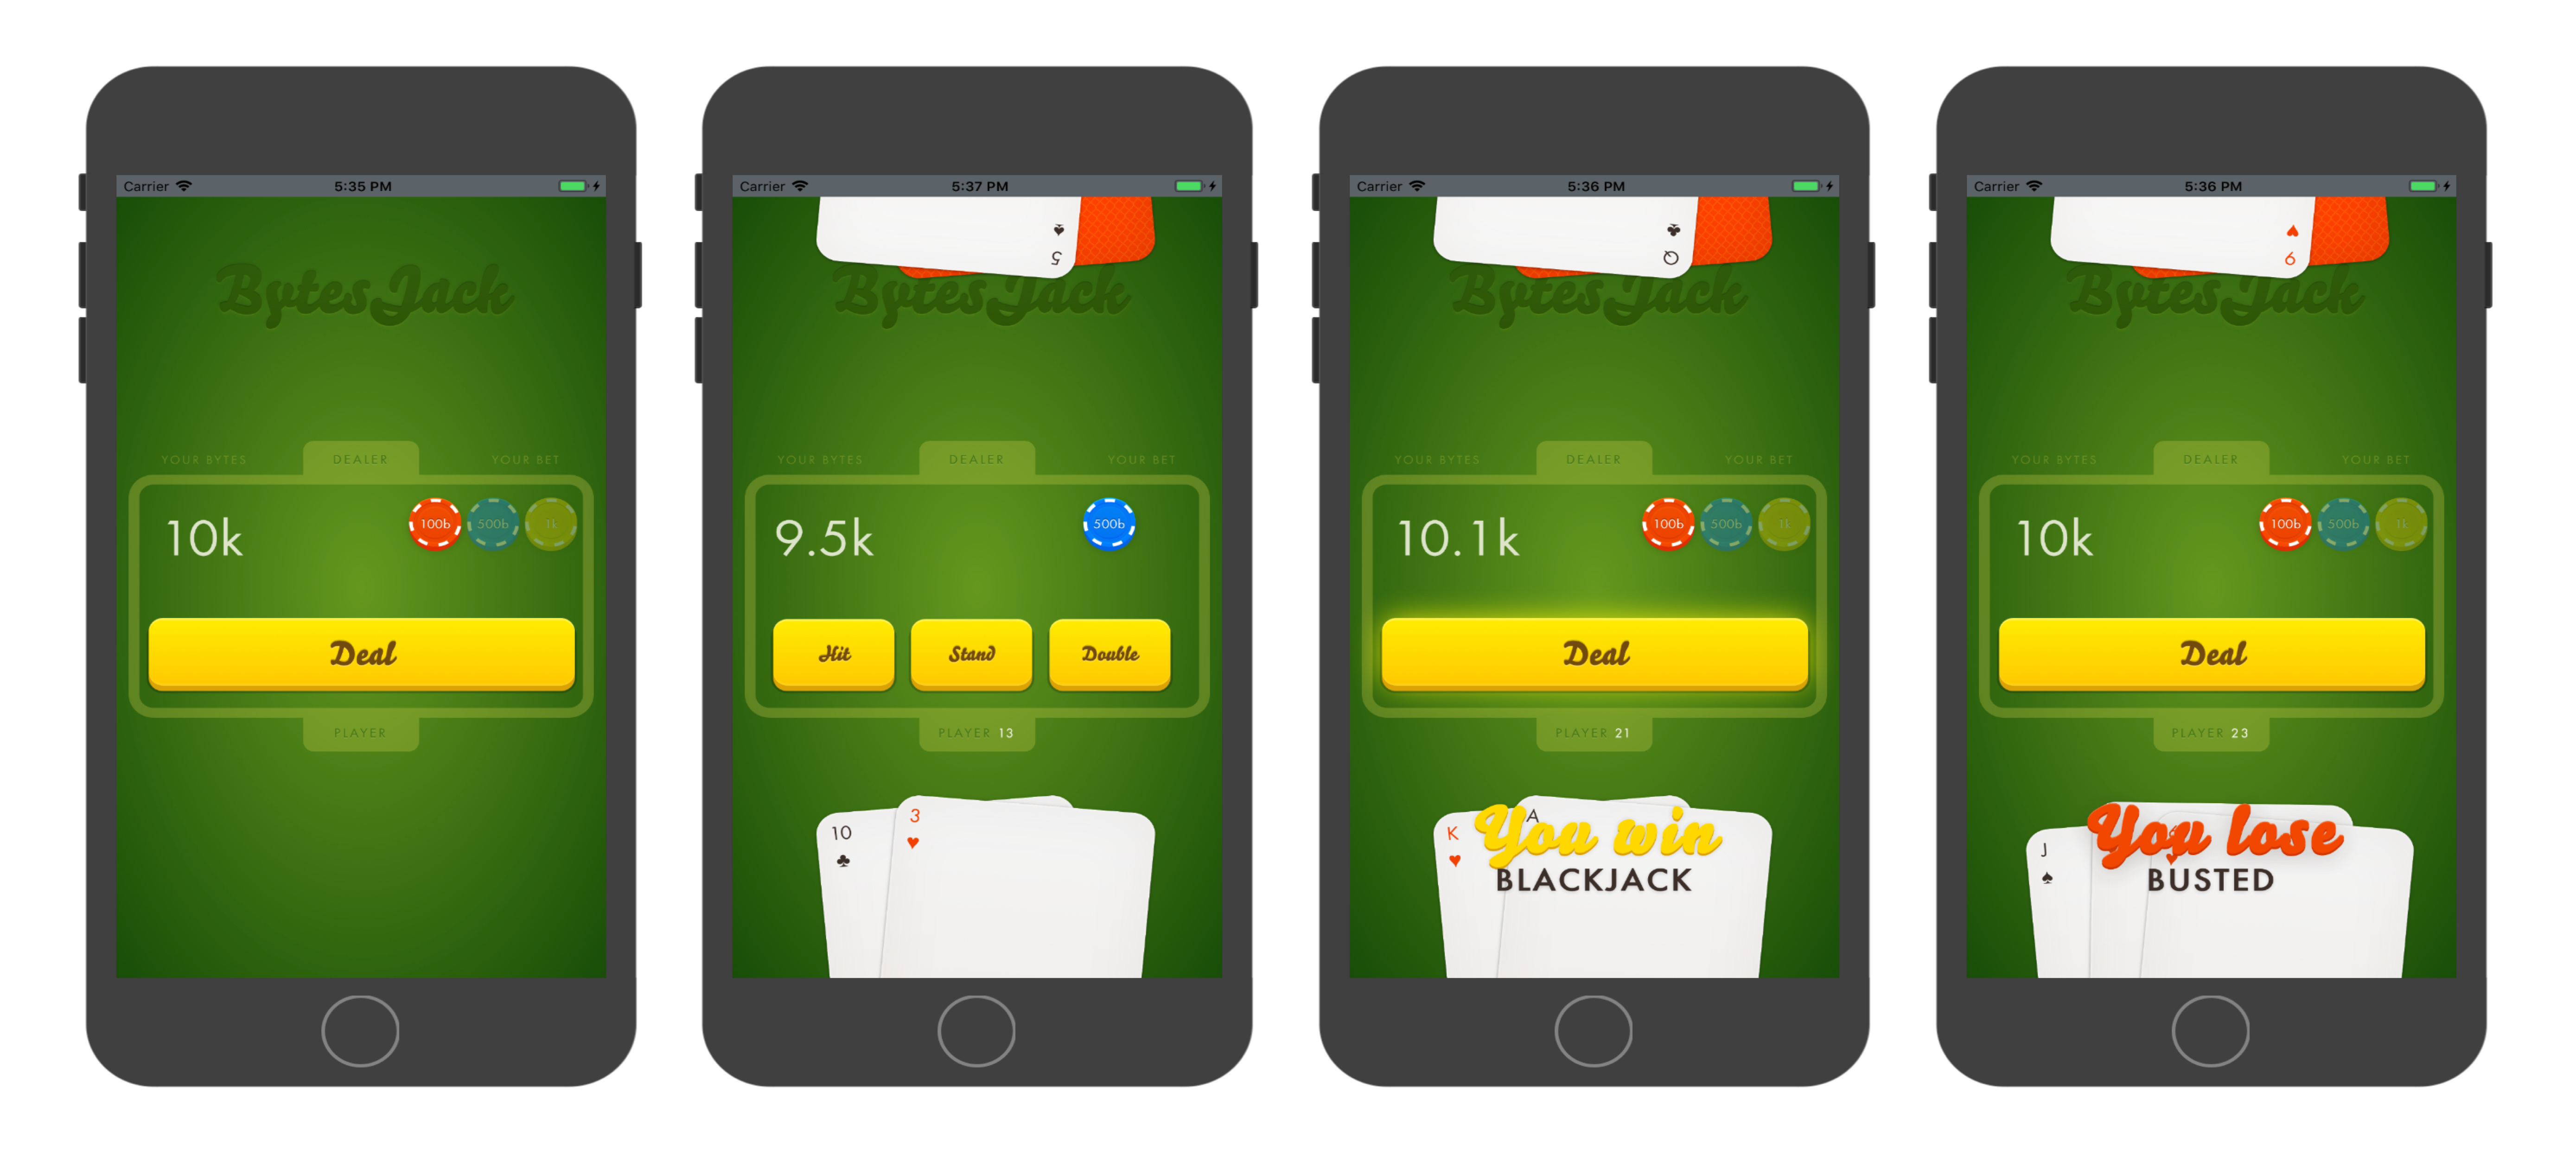 Carrier 5:35 PM
BytesJack
YOUR BYTES DEALER YOUR BET
10k 100b 500b 1k
Deal
PLAYER
Carrier 5:37 PM
5
BytesJack
YOUR BYTES DEALER YOUR BET
9.5k 500b
Hit Stand Double
PLAYER 13
10 3
Carrier 5:36 PM
Q
BytesJack
YOUR BYTES DEALER YOUR BET
10.1k 100b 500b 1k
Deal
PLAYER 21
K A
You win
BLACKJACK
Carrier 5:36 PM
9
BytesJack
YOUR BYTES DEALER YOUR BET
10k 100b 500b 1k
Deal
PLAYER 23
J
You lose
BUSTED